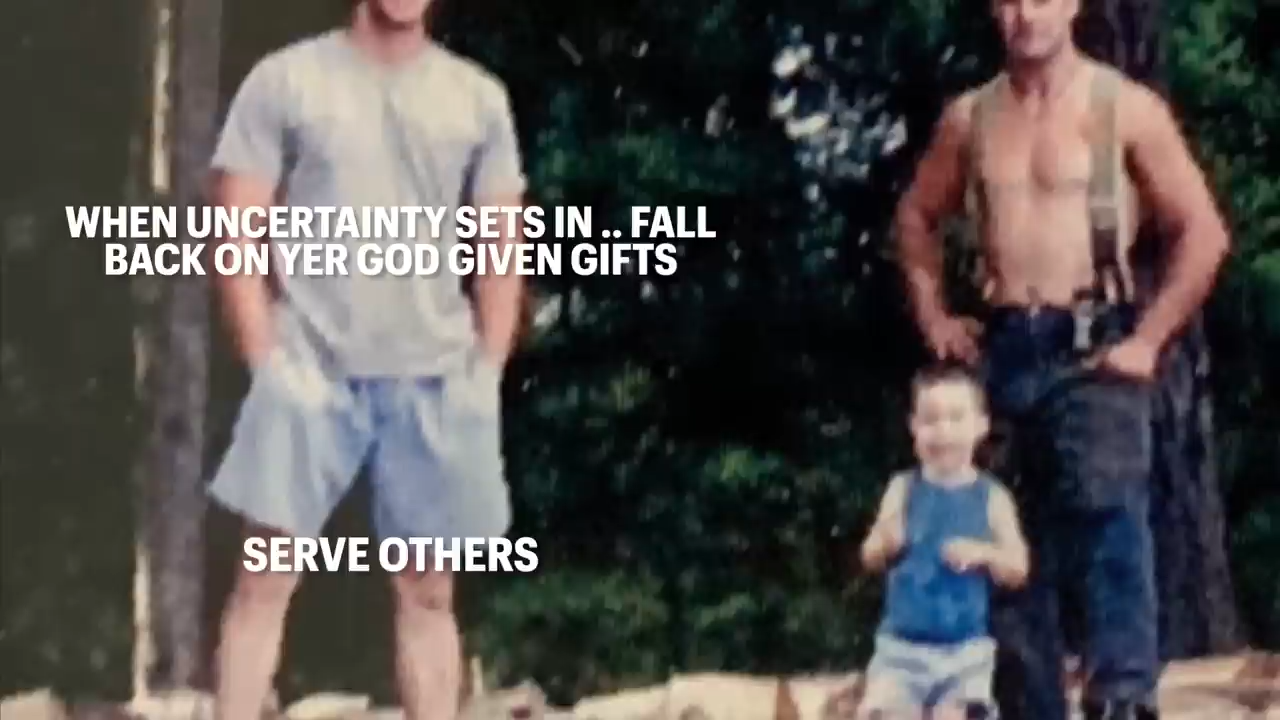 WHEN UNCERTAINTY SETS IN .. FALL
BACK ON YER GOD GIVEN GIFTS
SERVE OTHERS